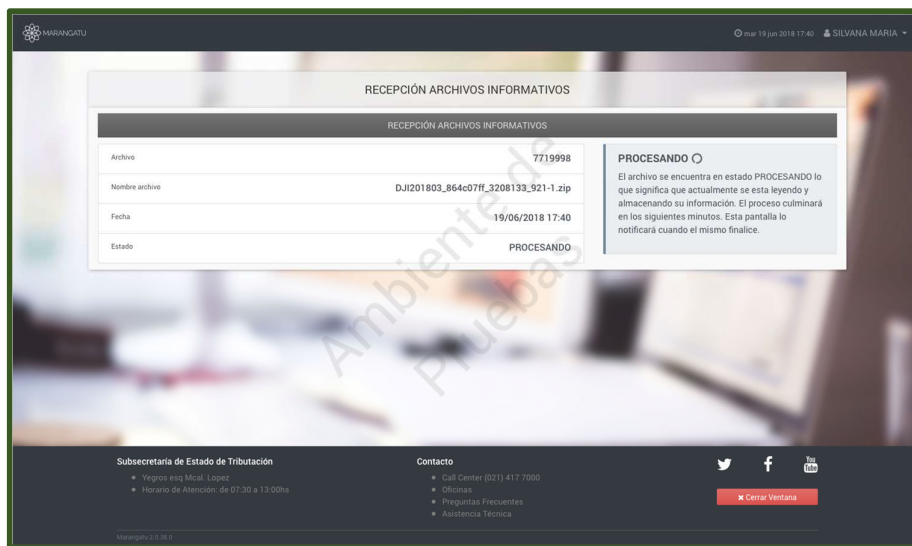 MARANGATU
mar 19 jun 2018 17:40 SILVANA MARIA
RECEPCIÓN ARCHIVOS INFORMATIVOS
RECEPCIÓN ARCHIVOS INFORMATIVOS
Archivo 7719998
Nombre archivo DJI201803_864c07ff_3208133_921-1.zip
Fecha 19/06/2018 17:40
Estado PROCESANDO
PROCESANDO
El archivo se encuentra en estado PROCESANDO lo
que significa que actualmente se esta leyendo y
almacenando su información. El proceso culminará
en los siguientes minutos. Esta pantalla lo
notificará cuando el mismo finalice.
Ambiente de
Pruebas
Subsecretaría de Estado de Tributación
Yegros esq Mcal. Lopez
Horario de Atención: de 07:30 a 13:00hs
Contacto
Call Center (021) 417 7000
Oficinas
Preguntas Frecuentes
Asistencia Técnica
You
Tube
Cerrar Ventana
Marangatu 2.0.38.0